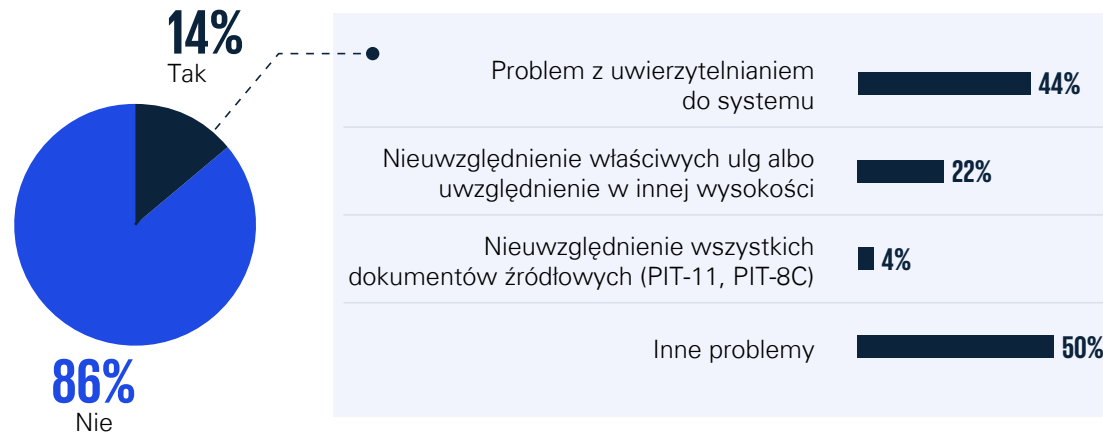 14%
Tak
86%
Nie
Problem z uwierzytelnianiem
do systemu
44%
Nieuwzględnienie właściwych ulg albo
uwzględnienie w innej wysokości
22%
Nieuwzględnienie wszystkich
dokumentów źródłowych (PIT-11, PIT-8C)
4%
Inne problemy
50%